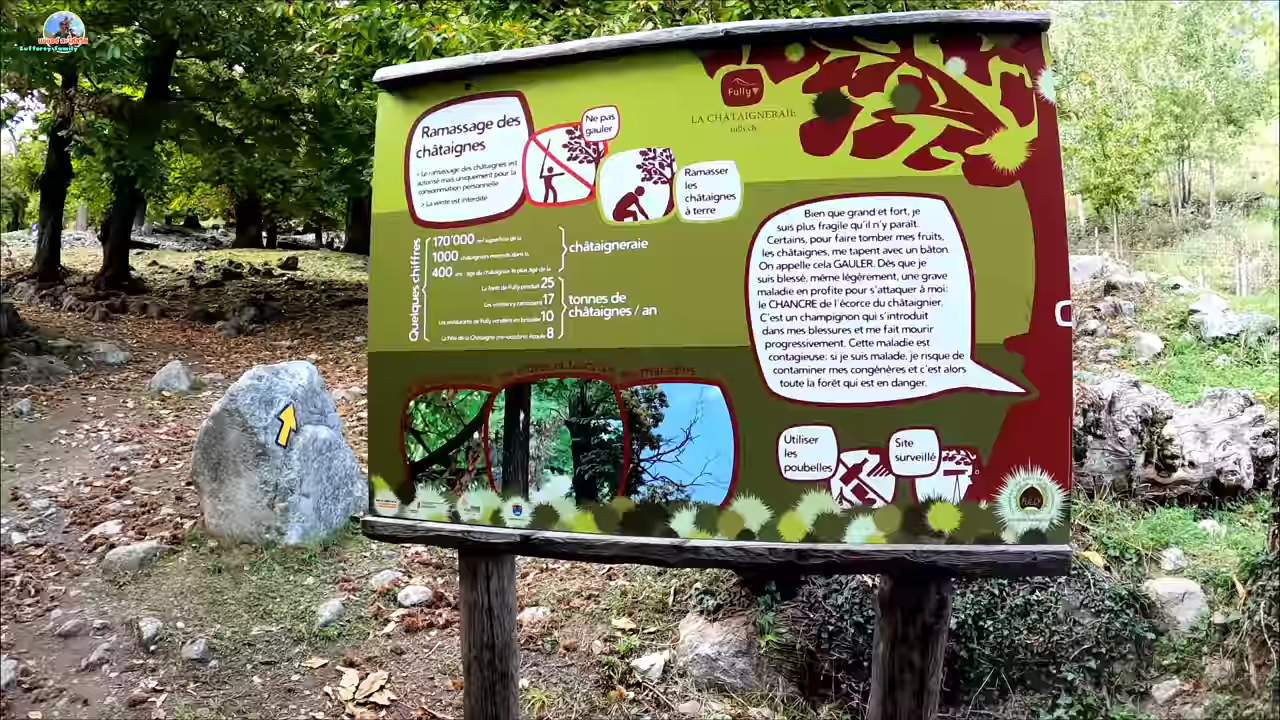 Sufforeysfamily
Fully
LA CHÂTAIGNERAIE
fully.ch
Ramassage des
châtaignes
> Le ramassage des châtaignes est
autorisé mais uniquement pour la
consommation personnelle
> La vente est interdite
Ne pas
gauler
Ramasser
les
châtaignes
à terre
Quelques chiffres
170'000 m² superficie de la
1000 châtaigniers recensés dans la
400 ans : âge du châtaignier le plus âgé de la
châtaigneraie
La forêt de Fully produit 25
Les visiteurs ramassent 17
Les restaurants de Fully vendent en brisolée 10
La Fête de la Châtaigne écoule 8
tonnes de
châtaignes / an
Bien que grand et fort, je
suis plus fragile qu'il n'y paraît.
Certains, pour faire tomber mes fruits,
les châtaignes, me tapent avec un bâton.
On appelle cela GAULER. Dès que je
suis blessé, même légèrement, une grave
maladie en profite pour s'attaquer à moi:
le CHANCRE de l'écorce du châtaignier.
C'est un champignon qui s'introduit
dans mes blessures et me fait mourir
progressivement. Cette maladie est
contagieuse: si je suis malade, je risque de
contaminer mes congénères et c'est alors
toute la forêt qui est en danger.
Utiliser
les
poubelles
Site
surveillé